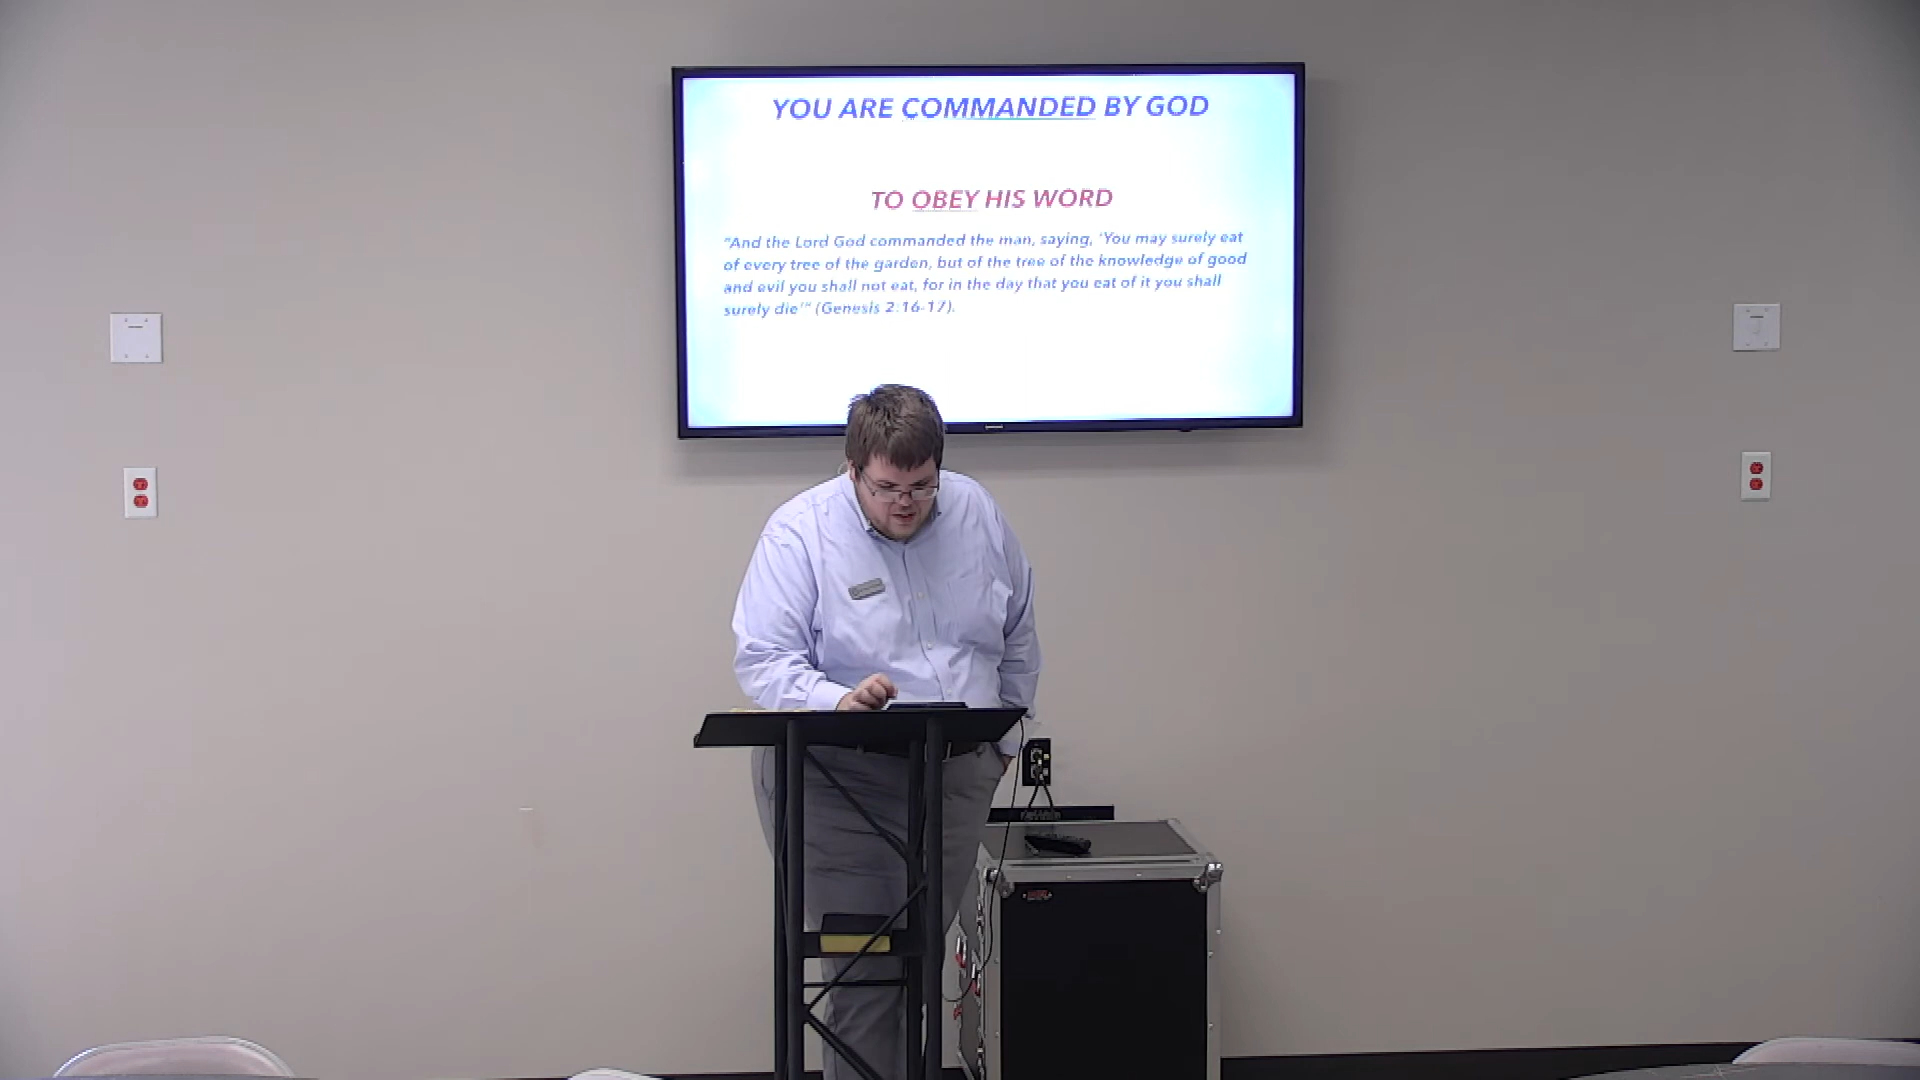 YOU ARE COMMANDED BY GOD
TO OBEY HIS WORD
"And the Lord God commanded the man, saying, 'You may surely eat
of every tree of the garden, but of the tree of the knowledge of good
and evil you shall not eat, for in the day that you eat of it you shall
surely die'" (Genesis 2:16-17).